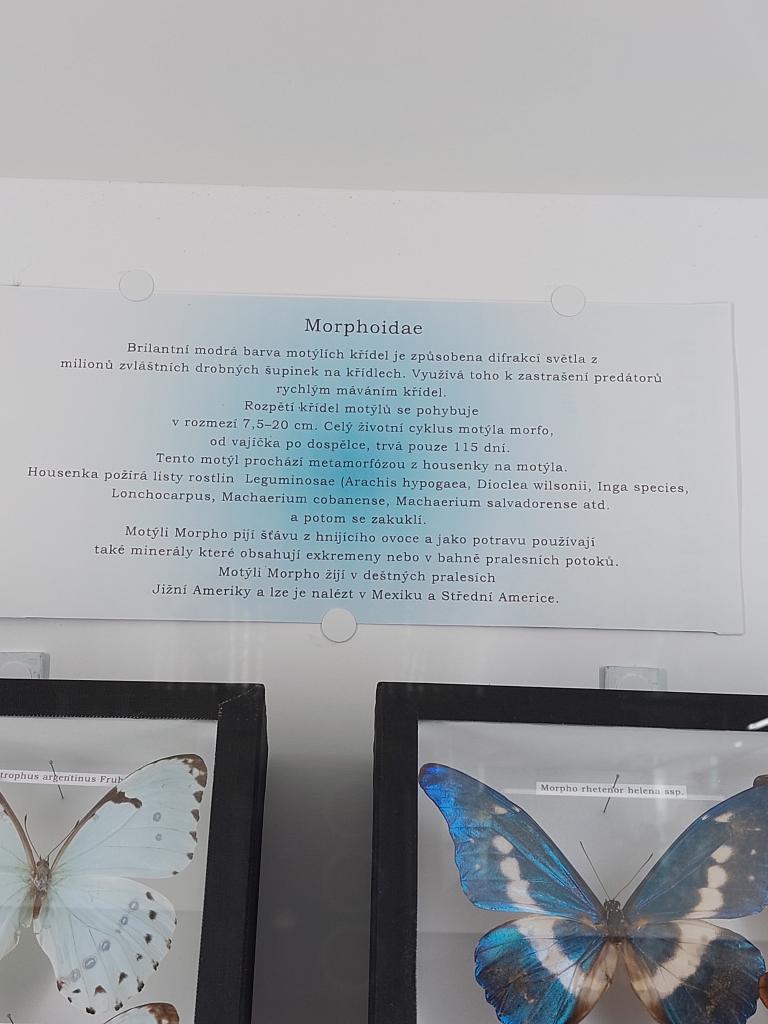 Morphoidae
Brilantní modrá barva motýlích křídel je způsobena difrakcí světla z
milionů zvláštních drobných šupinek na křídlech. Využívá toho k zastrašení predátorů
rychlým máváním křídel.
Rozpětí křídel motýlů se pohybuje
v rozmezí 7,5–20 cm. Celý životní cyklus motýla morfo,
od vajíčka po dospělce, trvá pouze 115 dní.
Tento motýl prochází metamorfózou z housenky na motýla.
Housenka požírá listy rostlin Leguminosae (Arachis hypogaea, Dioclea wilsonii, Inga species,
Lonchocarpus, Machaerium cobanense, Machaerium salvadorense atd.
a potom se zakuklí.
Motýli Morpho pijí šťávu z hnijícího ovoce a jako potravu používají
také minerály které obsahují exkremeny nebo v bahně pralesních potoků.
Motýli Morpho žijí v deštných pralesích
Jižní Ameriky a lze je nalézt v Mexiku a Střední Americe.
trophus argentinus Fruh
Morpho rhetenor helena ssp.